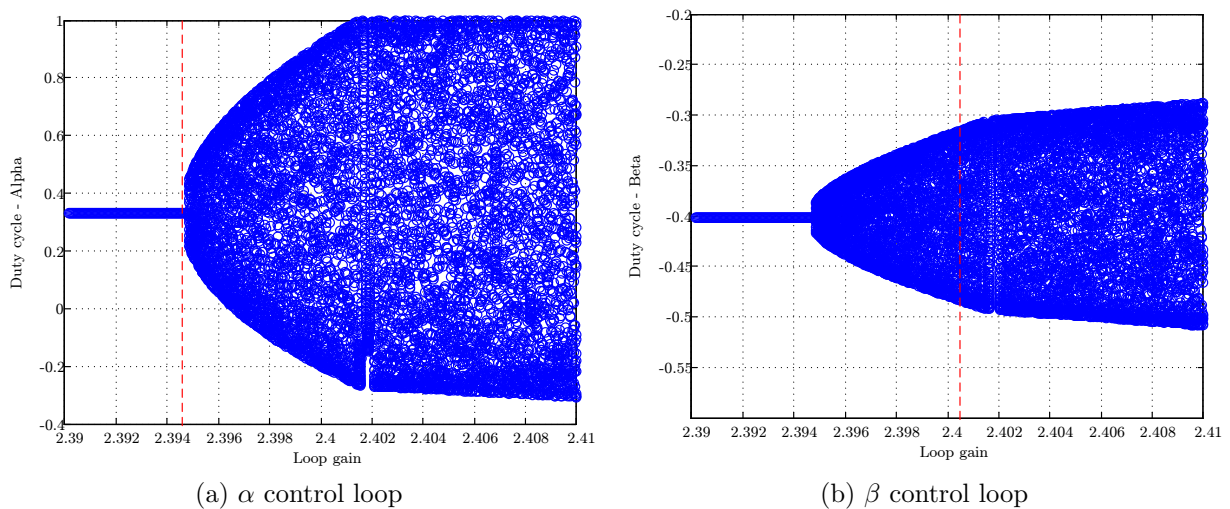 1
0.8
0.6
0.4
0.2
0
-0.2
-0.4
Duty cycle - Alpha
2.39 2.392 2.394 2.396 2.398 2.4 2.402 2.404 2.406 2.408 2.41
Loop gain
(a) α control loop
-0.2
-0.25
-0.3
-0.35
-0.4
-0.45
-0.5
-0.55
Duty cycle - Beta
2.39 2.392 2.394 2.396 2.398 2.4 2.402 2.404 2.406 2.408 2.41
Loop gain
(b) β control loop